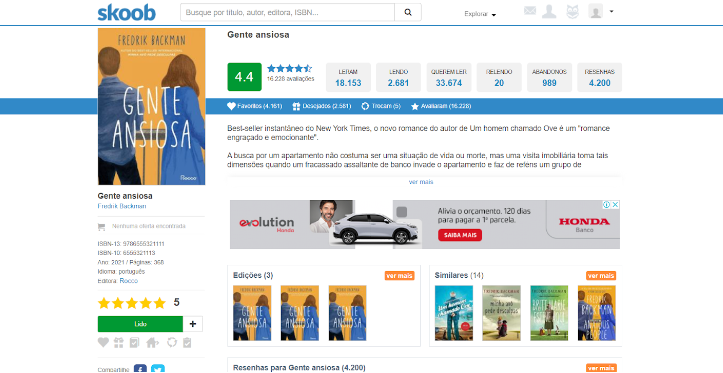 skoob
Busque por título, autor, editora, ISBN...
Explorar
FREDRIK BACKMAN
GENTE
ANSIOSA
Rocco
Gente ansiosa
4.4
16.228 avaliações
LERAM
18.153
LENDO
2.681
QUEREM LER
33.674
RELENDO
20
ABANDONOS
989
RESENHAS
4.200
Favoritos (4.161)
Desejados (2.561)
Trocam (5)
Avaliaram (16.228)
Best-seller instantâneo do New York Times, o novo romance do autor de Um homem chamado Ove é um "romance
engraçado e emocionante".
A busca por um apartamento não costuma ser uma situação de vida ou morte, mas uma visita imobiliária toma tais
dimensões quando um fracassado assaltante de banco invade o apartamento e faz de reféns um grupo de
ver mais
Gente ansiosa
Fredrik Backman
Nenhuma oferta encontrada
ISBN-13: 9786555321111
ISBN-10: 6555321113
Ano: 2021 / Páginas: 368
Idioma: português
Editora: Rocco
5
Lido
Compartilhe
evolution
Honda
Alivia o orçamento. 120 dias
para pagar a 1ª parcela.
SAIBA MAIS
HONDA
Banco
Edições (3)
ver mais
GENTE
ANSIOSA
GENTE
ANSIOSA
GENTE
ANSIOSA
Similares (14)
ver mais
FREDRIK
BACKMAN
ANXIOUS
PEOPLE
Resenhas para Gente ansiosa (4.200)
ver mais